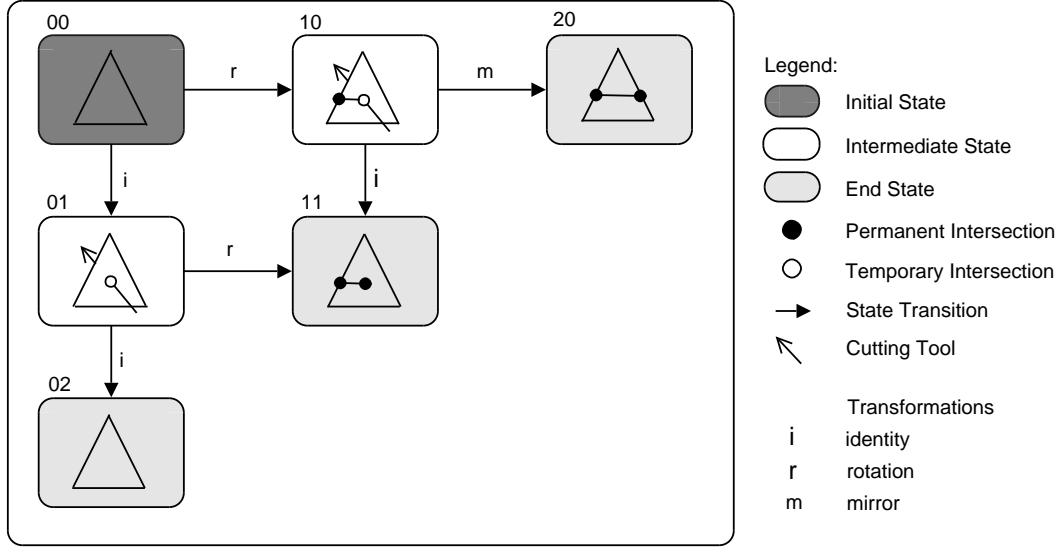 00
10
20
r
m
i
i
01
11
r
i
02
Legend:
Initial State
Intermediate State
End State
Permanent Intersection
Temporary Intersection
State Transition
Cutting Tool
Transformations
i identity
r rotation
m mirror